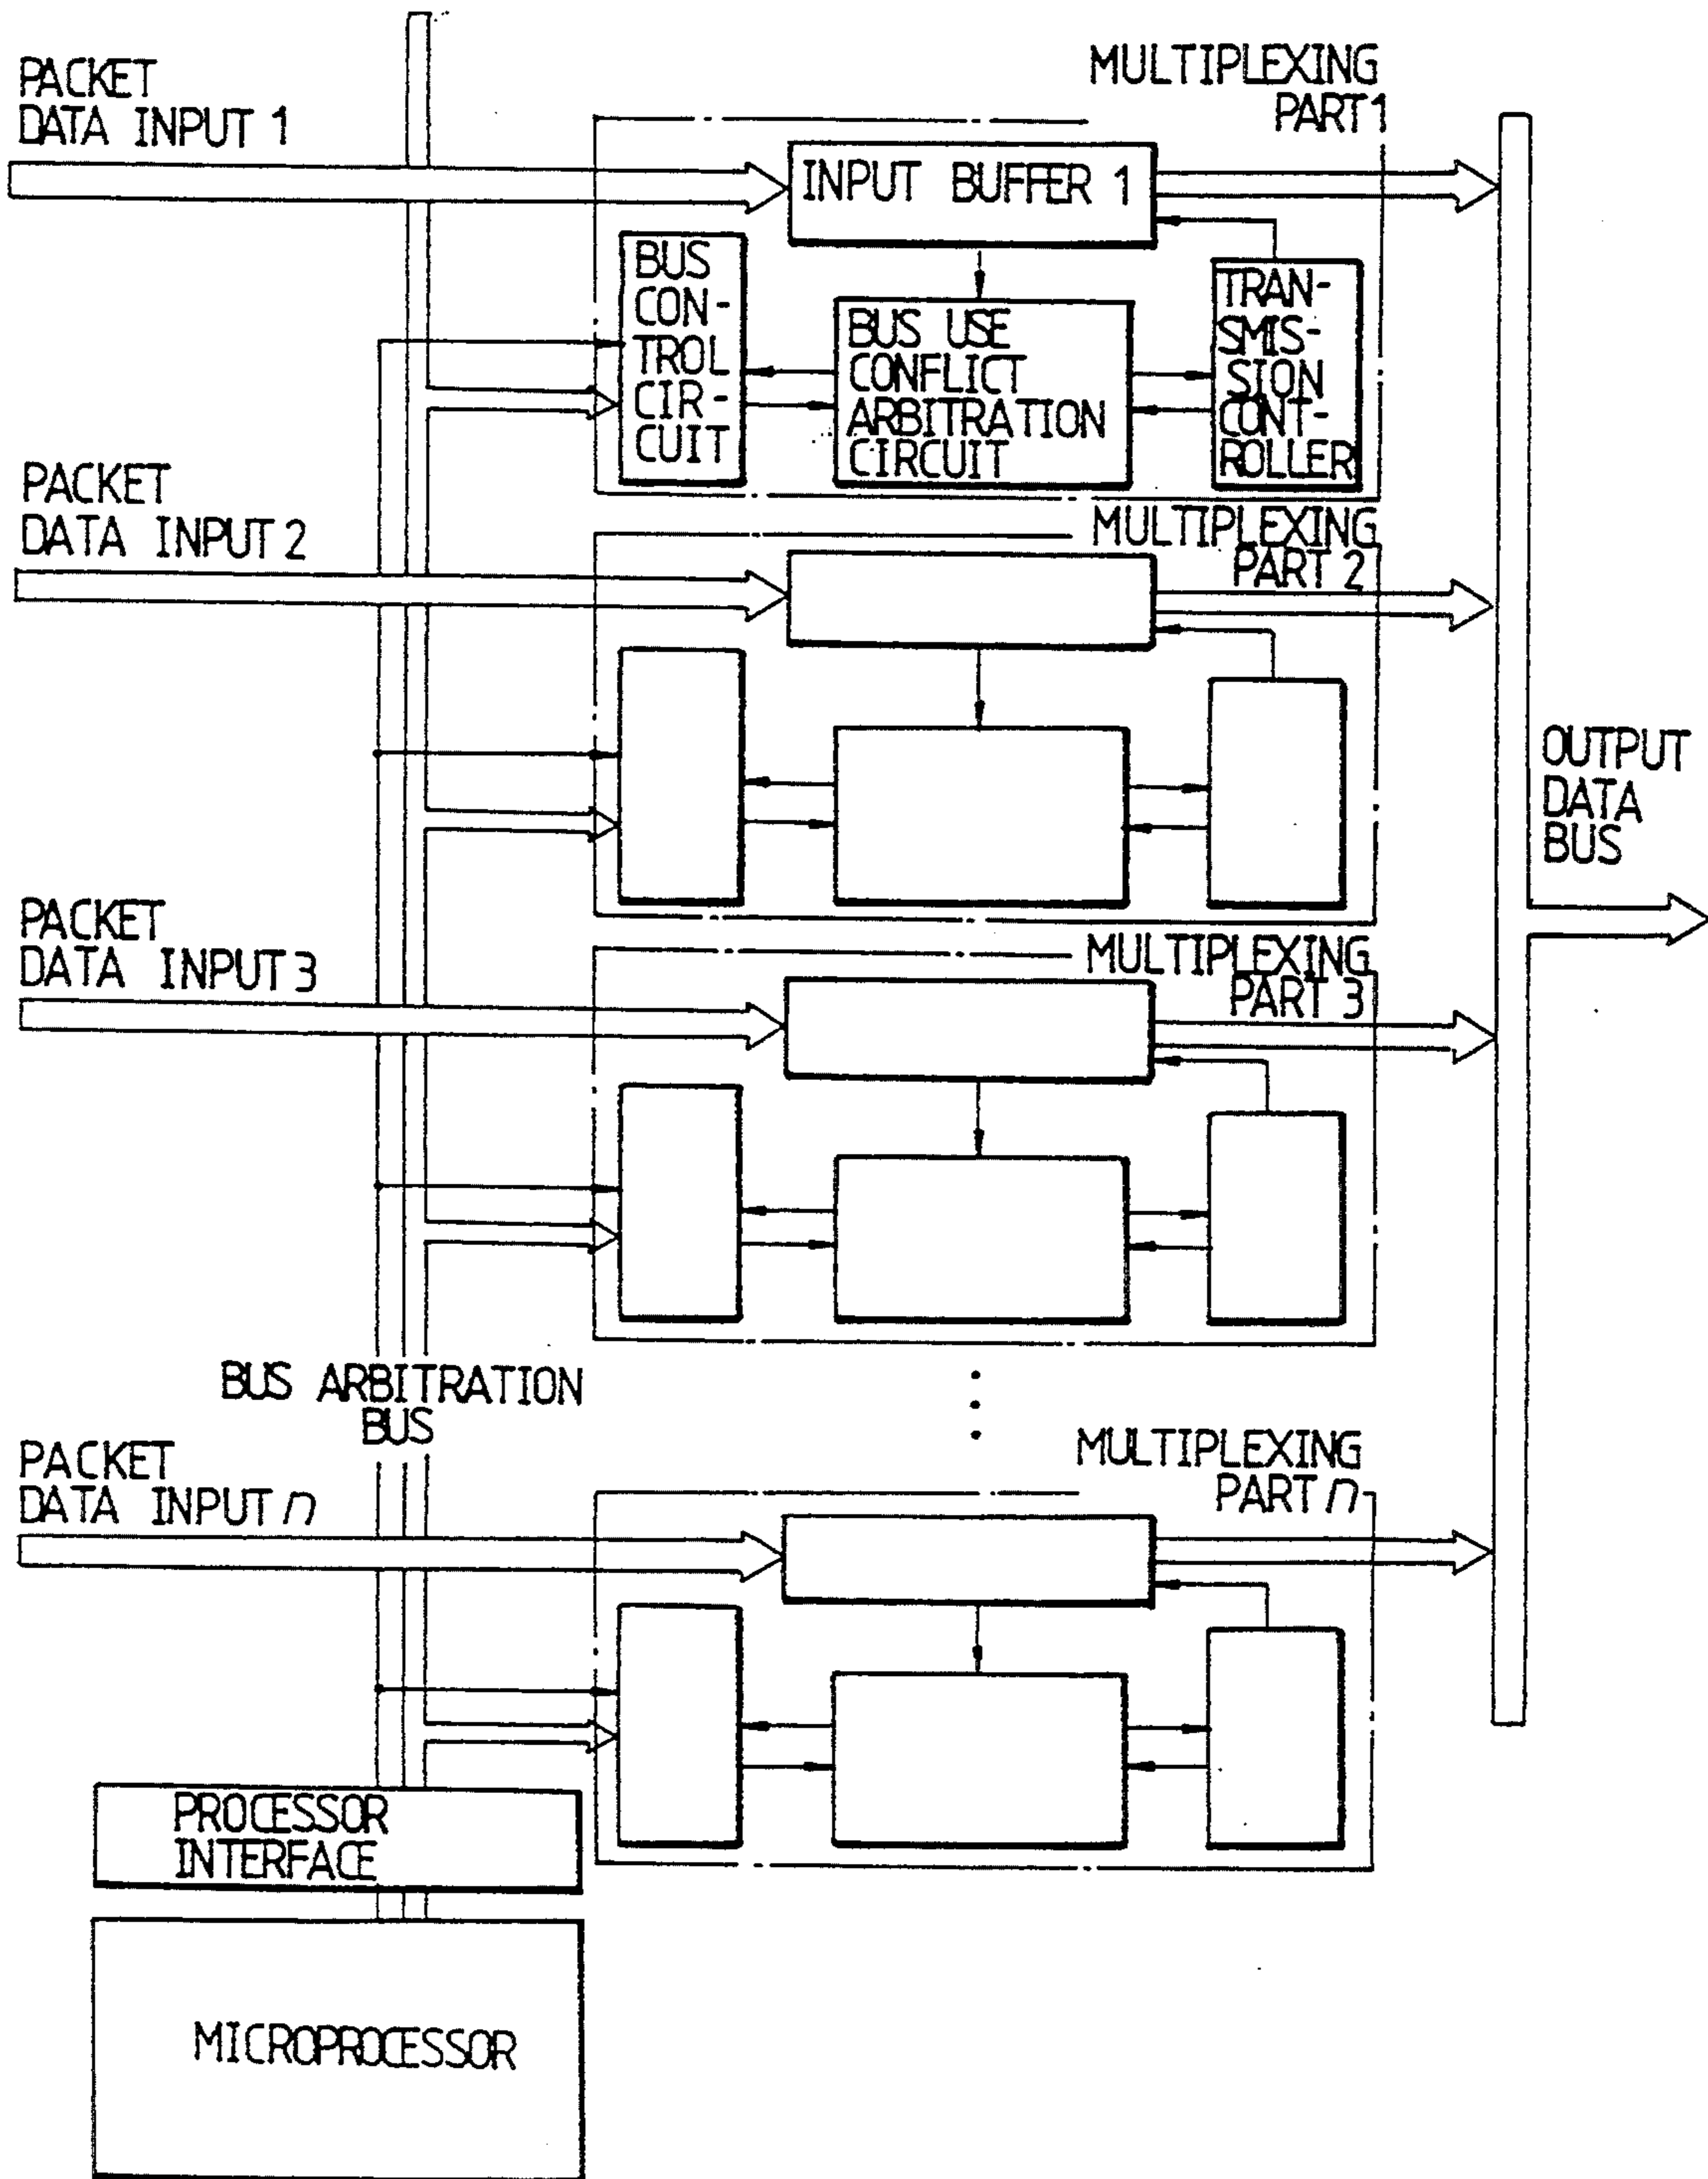 PACKET
DATA INPUT 1
MULTIPLEXING
PART 1
INPUT BUFFER 1
BUS
CON-
TROL
CIR-
CUIT
BUS USE
CONFLICT
ARBITRATION
CIRCUIT
TRAN-
SMIS-
SION
CONT-
ROLLER
PACKET
DATA INPUT 2
MULTIPLEXING
PART 2
OUTPUT
DATA
BUS
PACKET
DATA INPUT 3
MULTIPLEXING
PART 3
BUS ARBITRATION
BUS
PACKET
DATA INPUT n
MULTIPLEXING
PART n
PROCESSOR
INTERFACE
MICROPROCESSOR